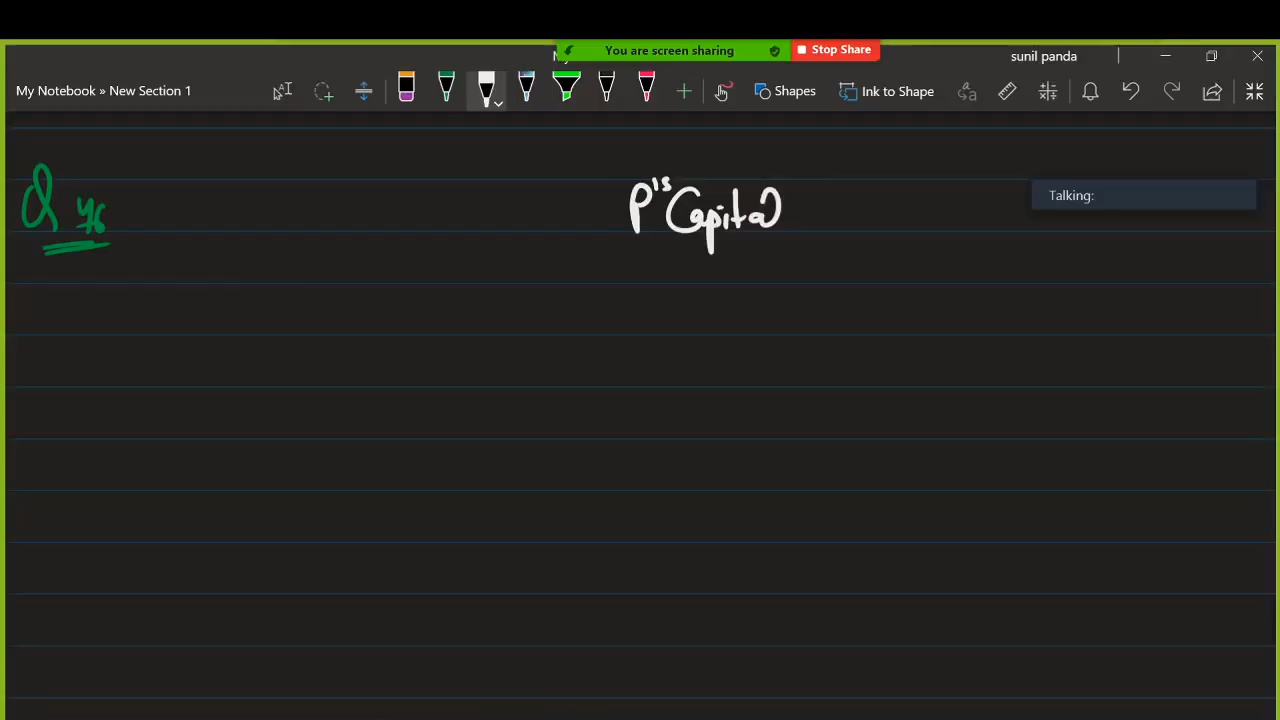 You are screen sharing
Stop Share
sunil panda
My Notebook » New Section 1
Shapes
Ink to Shape
Talking:
P'is Capital